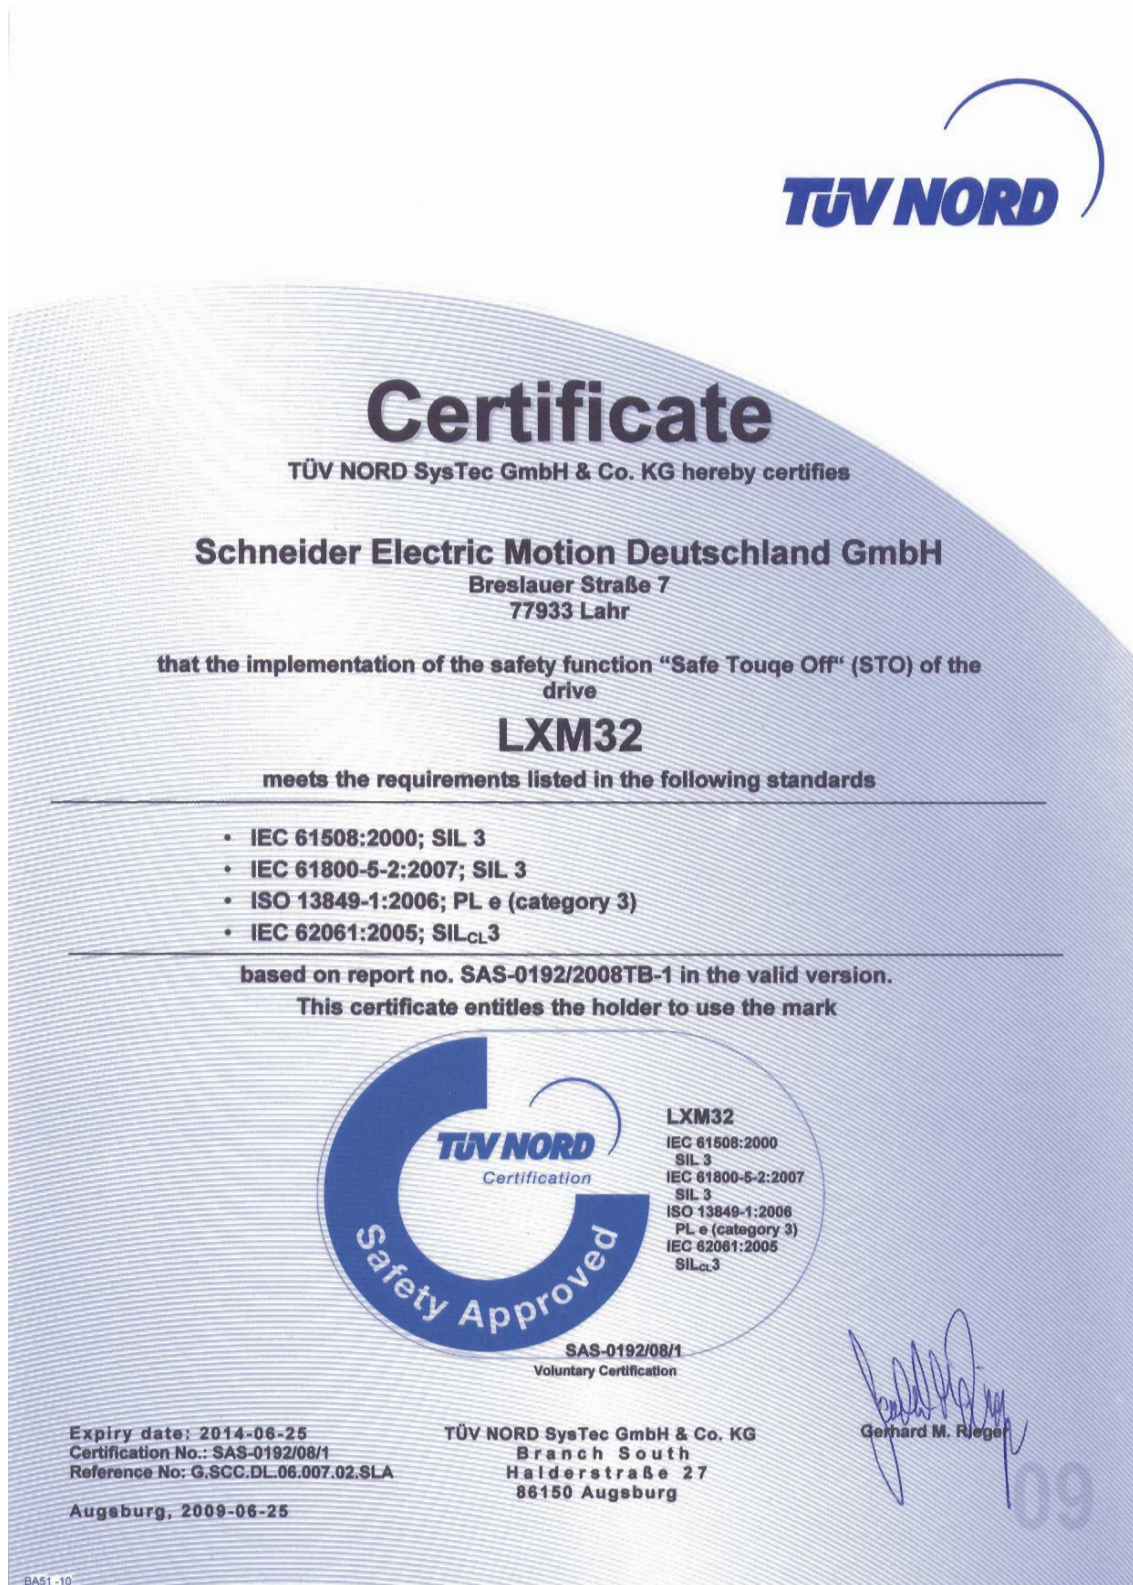 TÜV NORD
Certificate
TÜV NORD SysTec GmbH & Co. KG hereby certifies
Schneider Electric Motion Deutschland GmbH
Breslauer Straße 7
77933 Lahr
that the implementation of the safety function “Safe Touqe Off“ (STO) of the
drive
LXM32
meets the requirements listed in the following standards
• IEC 61508:2000; SIL 3
• IEC 61800-5-2:2007; SIL 3
• ISO 13849-1:2006; PL e (category 3)
• IEC 62061:2005; SILCL3
based on report no. SAS-0192/2008TB-1 in the valid version.
This certificate entitles the holder to use the mark
TÜV NORD
Certification
Safety Approved
LXM32
IEC 61508:2000
SIL 3
IEC 61800-5-2:2007
SIL 3
ISO 13849-1:2006
PL e (category 3)
IEC 62061:2005
SILCL3
SAS-0192/08/1
Voluntary Certification
Expiry date: 2014-06-25
Certification No.: SAS-0192/08/1
Reference No: G.SCC.DL.06.007.02.SLA
Augsburg, 2009-06-25
TÜV NORD SysTec GmbH & Co. KG
Branch South
Halderstraße 27
86150 Augsburg
Gerhard M. Rieger
09
BA51-10